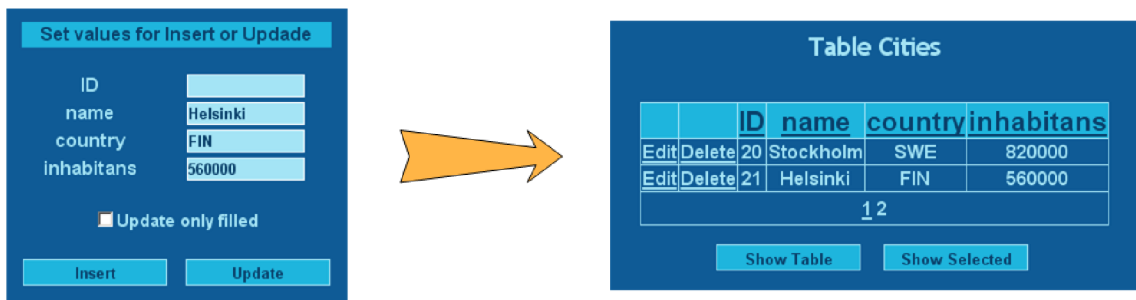 Set values for Insert or Updade
ID
name Helsinki
country FIN
inhabitans 560000
Update only filled
Insert Update
Table Cities
ID name country inhabitans
Edit Delete 20 Stockholm SWE 820000
Edit Delete 21 Helsinki FIN 560000
1 2
Show Table Show Selected